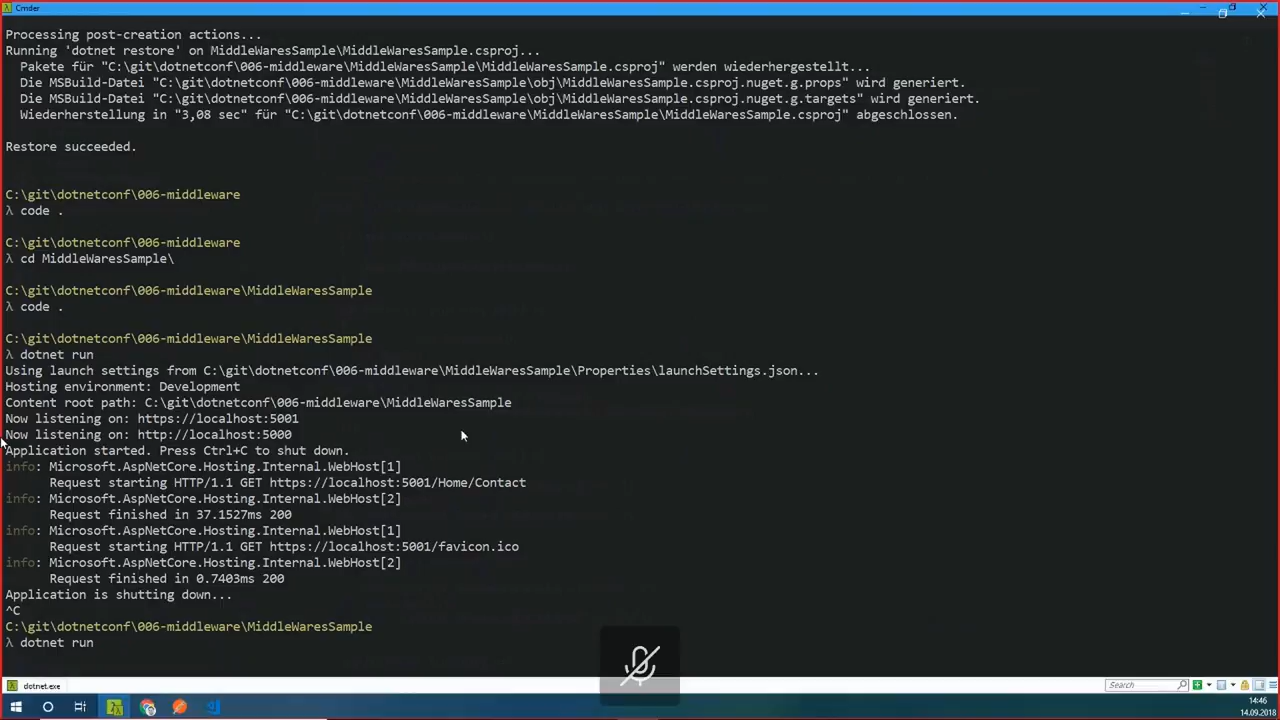 Cmder
Processing post-creation actions...
Running 'dotnet restore' on MiddleWaresSample\MiddleWaresSample.csproj...
Pakete für "C:\git\dotnetconf\006-middleware\MiddleWaresSample\MiddleWaresSample.csproj" werden wiederhergestellt...
Die MSBuild-Datei "C:\git\dotnetconf\006-middleware\MiddleWaresSample\obj\MiddleWaresSample.csproj.nuget.g.props" wird generiert.
Die MSBuild-Datei "C:\git\dotnetconf\006-middleware\MiddleWaresSample\obj\MiddleWaresSample.csproj.nuget.g.targets" wird generiert.
Wiederherstellung in "3,08 sec" für "C:\git\dotnetconf\006-middleware\MiddleWaresSample\MiddleWaresSample.csproj" abgeschlossen.
Restore succeeded.
C:\git\dotnetconf\006-middleware
λ code .
C:\git\dotnetconf\006-middleware
λ cd MiddleWaresSample\
C:\git\dotnetconf\006-middleware\MiddleWaresSample
λ code .
C:\git\dotnetconf\006-middleware\MiddleWaresSample
λ dotnet run
Using launch settings from C:\git\dotnetconf\006-middleware\MiddleWaresSample\Properties\launchSettings.json...
Hosting environment: Development
Content root path: C:\git\dotnetconf\006-middleware\MiddleWaresSample
Now listening on: https://localhost:5001
Now listening on: http://localhost:5000
Application started. Press Ctrl+C to shut down.
info: Microsoft.AspNetCore.Hosting.Internal.WebHost[1]
Request starting HTTP/1.1 GET https://localhost:5001/Home/Contact
info: Microsoft.AspNetCore.Hosting.Internal.WebHost[2]
Request finished in 37.1527ms 200
info: Microsoft.AspNetCore.Hosting.Internal.WebHost[1]
Request starting HTTP/1.1 GET https://localhost:5001/favicon.ico
info: Microsoft.AspNetCore.Hosting.Internal.WebHost[2]
Request finished in 0.7403ms 200
Application is shutting down...
^C
C:\git\dotnetconf\006-middleware\MiddleWaresSample
λ dotnet run
dotnet.exe
Search
14:46
14.09.2018